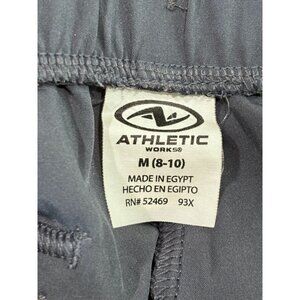 ATHLETIC
WORKS®
M (8-10)
MADE IN EGYPT
HECHO EN EGIPTO
RN# 52469 93X